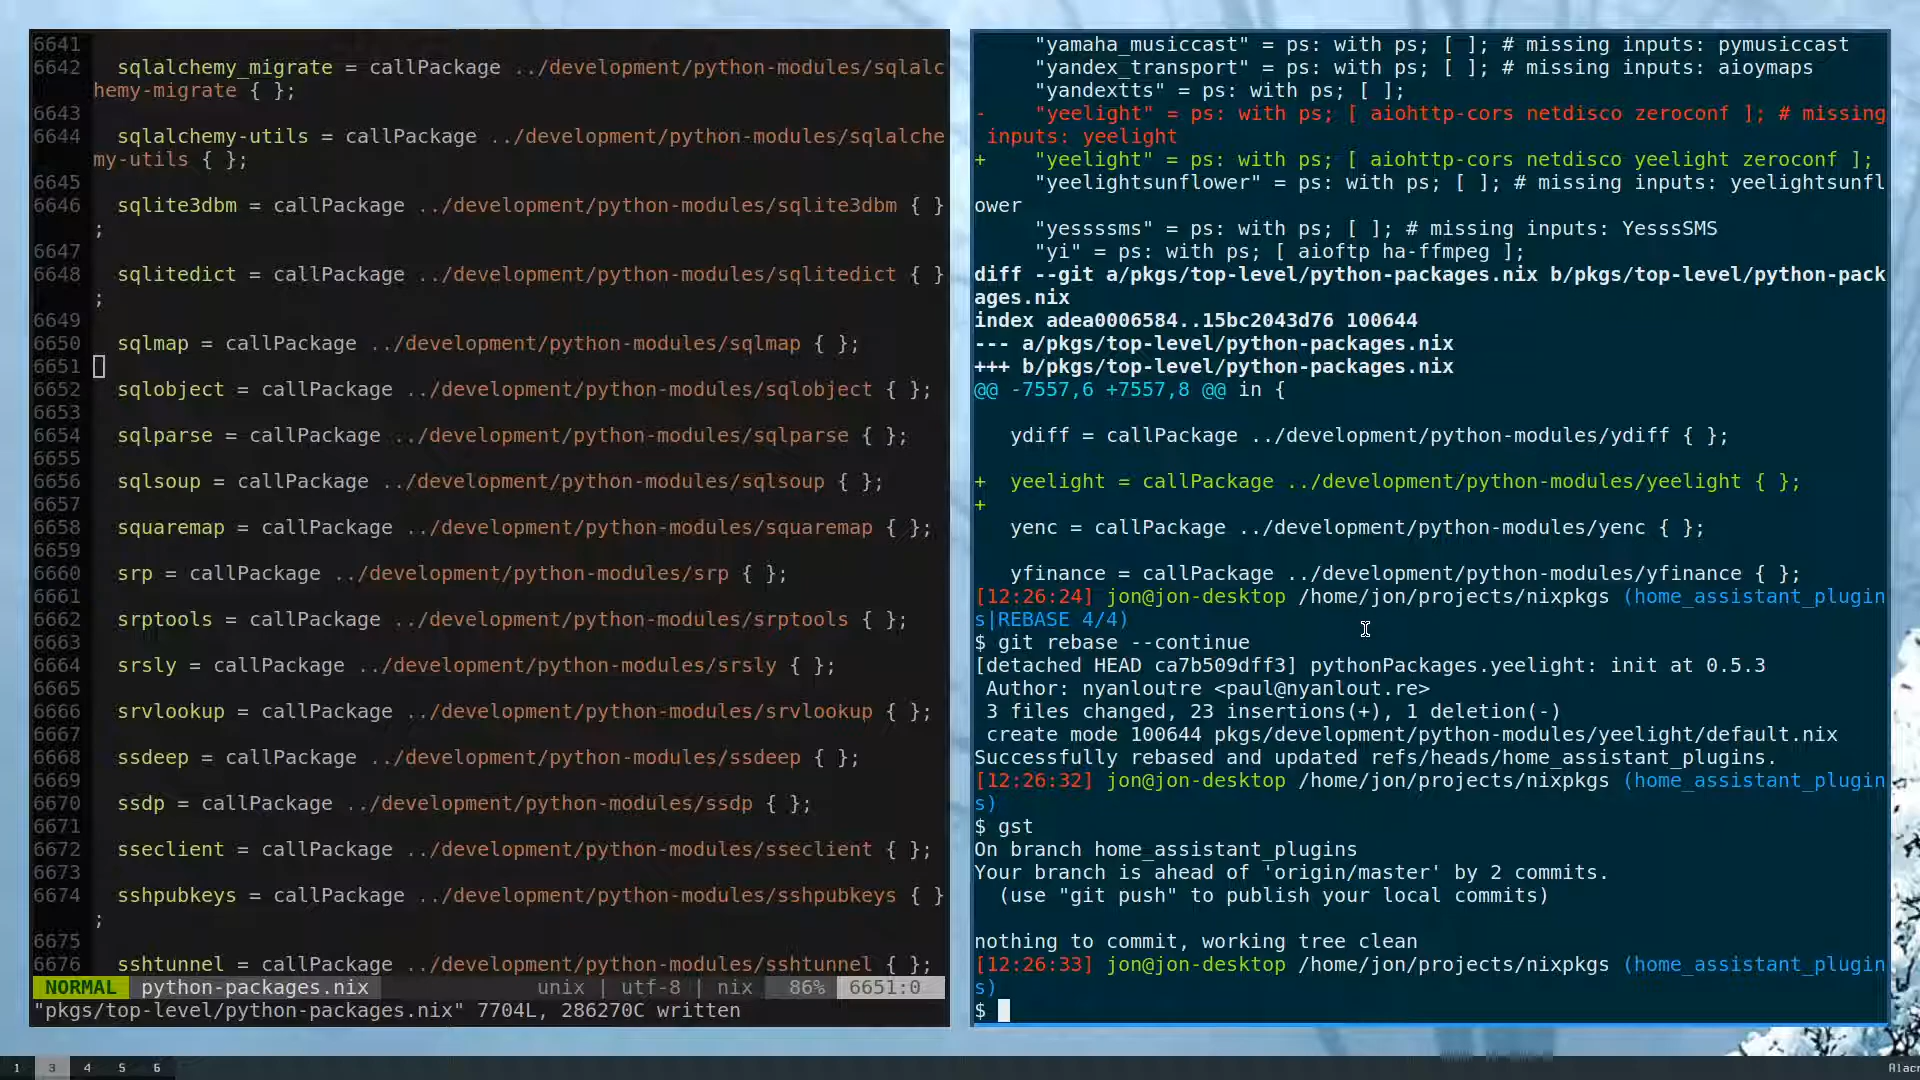 6641
6642 sqlalchemy_migrate = callPackage ../development/python-modules/sqlalc
hemy-migrate { };
6643
6644 sqlalchemy-utils = callPackage ../development/python-modules/sqlalche
my-utils { };
6645
6646 sqlite3dbm = callPackage ../development/python-modules/sqlite3dbm { }
;
6647
6648 sqlitedict = callPackage ../development/python-modules/sqlitedict { }
;
6649
6650 sqlmap = callPackage ../development/python-modules/sqlmap { };
6651
6652 sqlobject = callPackage ../development/python-modules/sqlobject { };
6653
6654 sqlparse = callPackage ../development/python-modules/sqlparse { };
6655
6656 sqlsoup = callPackage ../development/python-modules/sqlsoup { };
6657
6658 squaremap = callPackage ../development/python-modules/squaremap { };
6659
6660 srp = callPackage ../development/python-modules/srp { };
6661
6662 srptools = callPackage ../development/python-modules/srptools { };
6663
6664 srsly = callPackage ../development/python-modules/srsly { };
6665
6666 srvlookup = callPackage ../development/python-modules/srvlookup { };
6667
6668 ssdeep = callPackage ../development/python-modules/ssdeep { };
6669
6670 ssdp = callPackage ../development/python-modules/ssdp { };
6671
6672 sseclient = callPackage ../development/python-modules/sseclient { };
6673
6674 sshpubkeys = callPackage ../development/python-modules/sshpubkeys { }
;
6675
6676 sshtunnel = callPackage ../development/python-modules/sshtunnel { };
NORMAL python-packages.nix unix | utf-8 | nix 86% 6651:0
"pkgs/top-level/python-packages.nix" 7704L, 286270C written
"yamaha_musiccast" = ps: with ps; [ ]; # missing inputs: pymusiccast
"yandex_transport" = ps: with ps; [ ]; # missing inputs: aioymaps
"yandextts" = ps: with ps; [ ];
- "yeelight" = ps: with ps; [ aiohttp-cors netdisco zeroconf ]; # missing
inputs: yeelight
+ "yeelight" = ps: with ps; [ aiohttp-cors netdisco yeelight zeroconf ];
"yeelightsunflower" = ps: with ps; [ ]; # missing inputs: yeelightsunfl
ower
"yessssms" = ps: with ps; [ ]; # missing inputs: YesssSMS
"yi" = ps: with ps; [ aioftp ha-ffmpeg ];
diff --git a/pkgs/top-level/python-packages.nix b/pkgs/top-level/python-pack
ages.nix
index adea0006584..15bc2043d76 100644
--- a/pkgs/top-level/python-packages.nix
+++ b/pkgs/top-level/python-packages.nix
@@ -7557,6 +7557,8 @@ in {
ydiff = callPackage ../development/python-modules/ydiff { };
+ yeelight = callPackage ../development/python-modules/yeelight { };
+
yenc = callPackage ../development/python-modules/yenc { };
yfinance = callPackage ../development/python-modules/yfinance { };
[12:26:24] jon@jon-desktop /home/jon/projects/nixpkgs (home_assistant_plugin
s|REBASE 4/4)
$ git rebase --continue
[detached HEAD ca7b509dff3] pythonPackages.yeelight: init at 0.5.3
Author: nyanloutre <paul@nyanlout.re>
3 files changed, 23 insertions(+), 1 deletion(-)
create mode 100644 pkgs/development/python-modules/yeelight/default.nix
Successfully rebased and updated refs/heads/home_assistant_plugins.
[12:26:32] jon@jon-desktop /home/jon/projects/nixpkgs (home_assistant_plugin
s)
$ gst
On branch home_assistant_plugins
Your branch is ahead of 'origin/master' by 2 commits.
(use "git push" to publish your local commits)
nothing to commit, working tree clean
[12:26:33] jon@jon-desktop /home/jon/projects/nixpkgs (home_assistant_plugin
s)
$
1 3 4 5 6
Alacr